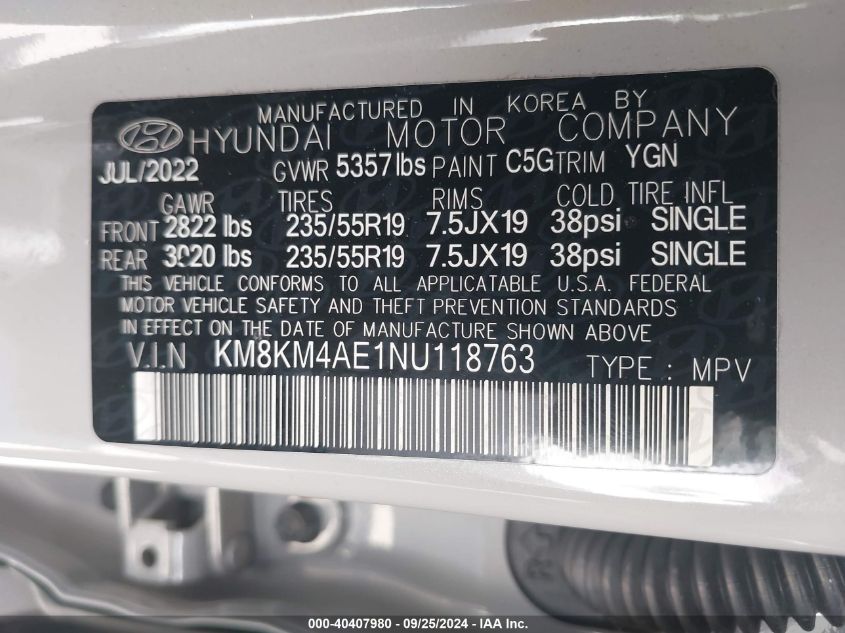 MANUFACTURED IN KOREA BY
HYUNDAI MOTOR COMPANY
JUL/2022 GVWR 5357 lbs PAINT C5G TRIM YGN
GAWR TIRES RIMS COLD TIRE INFL
FRONT 2822 lbs 235/55R19 7.5JX19 38psi SINGLE
REAR 3020 lbs 235/55R19 7.5JX19 38psi SINGLE
THIS VEHICLE CONFORMS TO ALL APPLICATABLE U.S.A. FEDERAL
MOTOR VEHICLE SAFETY AND THEFT PREVENTION STANDARDS
IN EFFECT ON THE DATE OF MANUFACTURE SHOWN ABOVE
V.I.N KM8KM4AE1NU118763 TYPE : MPV
000-40407980 - 09/25/2024 - IAA Inc.